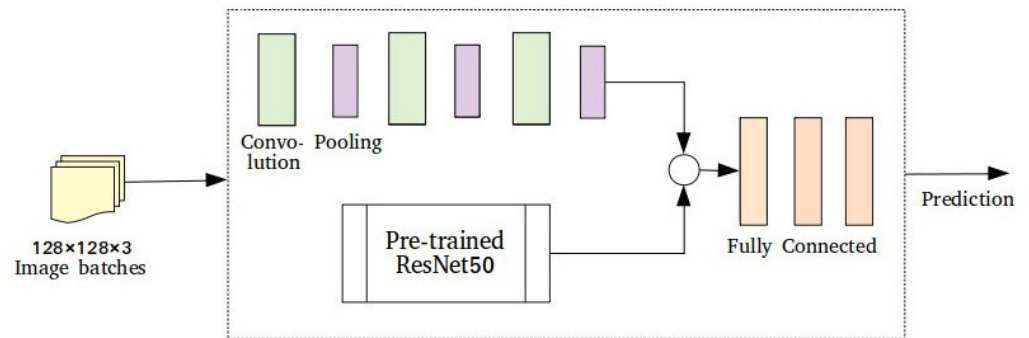 Convo-
lution
Pooling
128×128×3
Image batches
Pre-trained
ResNet50
Fully Connected
Prediction